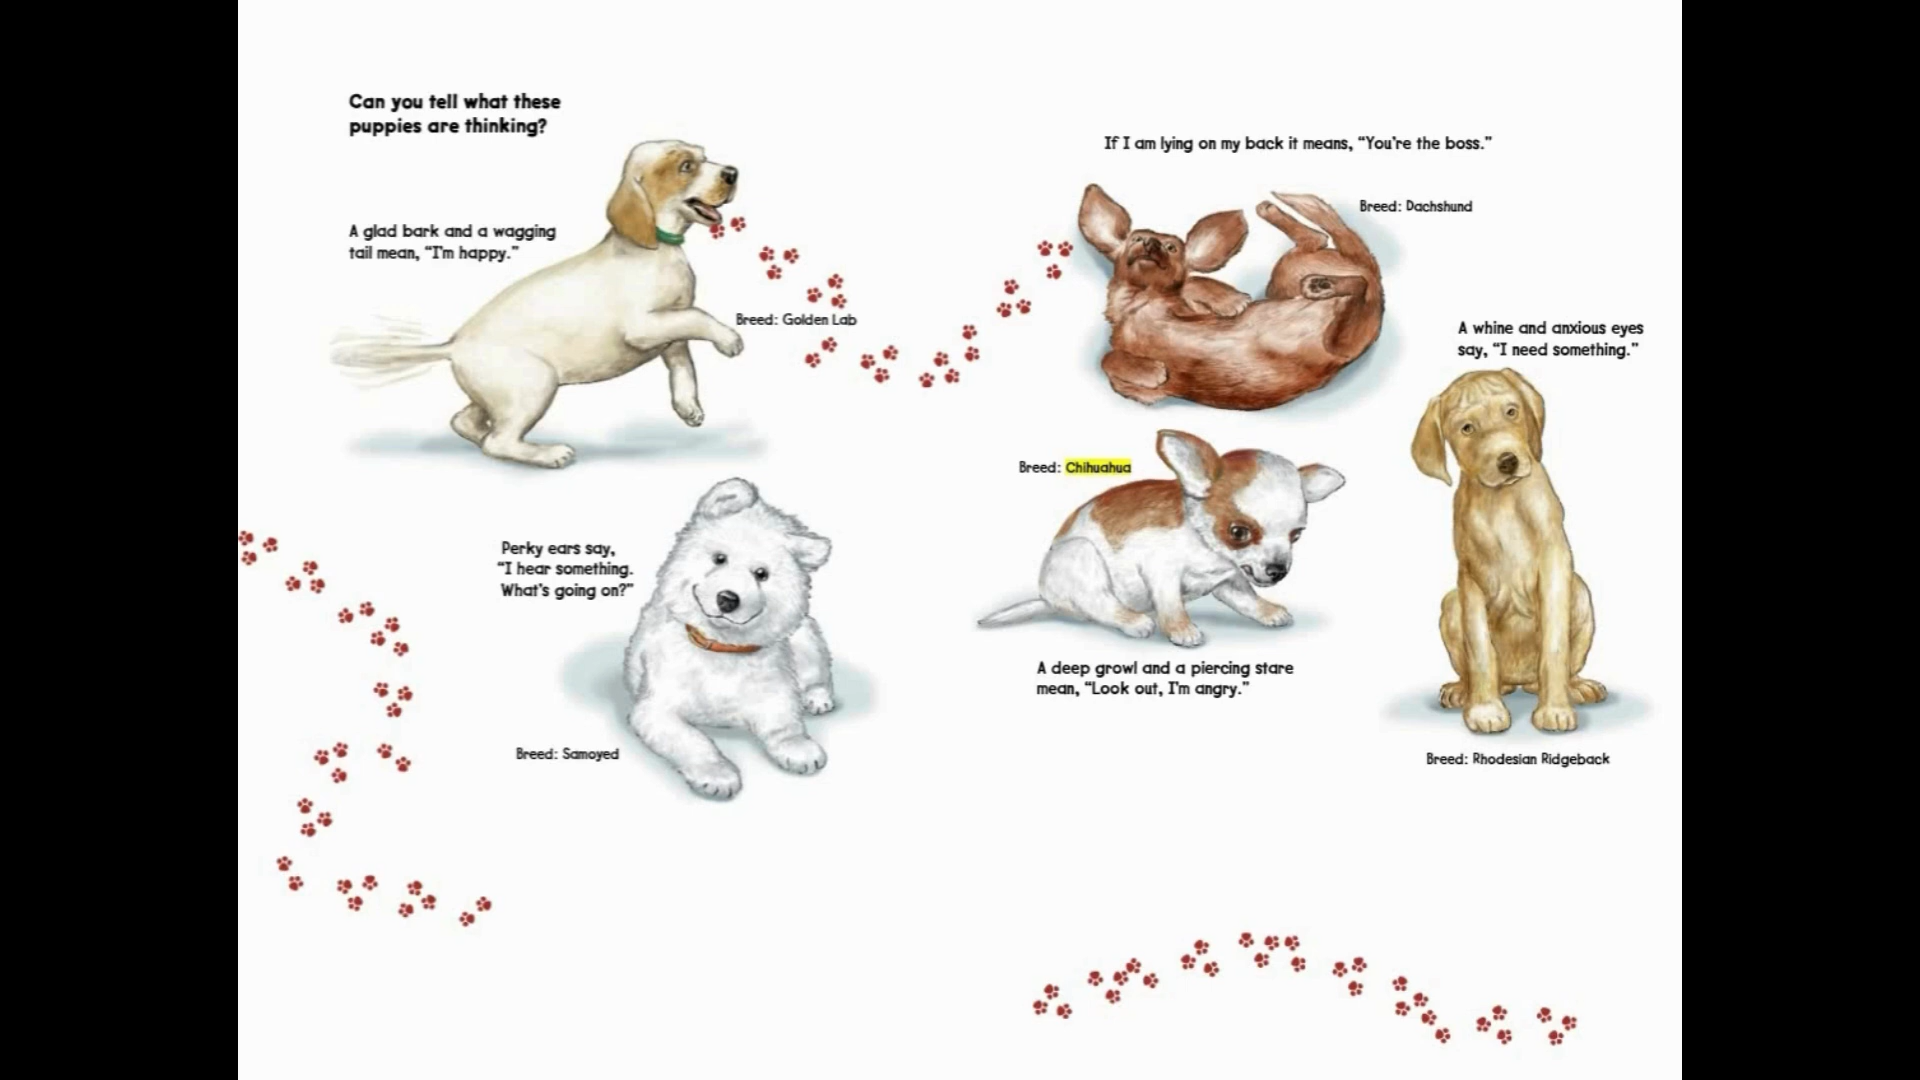 Can you tell what these
puppies are thinking?
A glad bark and a wagging
tail mean, “I’m happy.”
Breed: Golden Lab
Perky ears say,
“I hear something.
What’s going on?”
Breed: Samoyed
If I am lying on my back it means, “You’re the boss.”
Breed: Dachshund
A whine and anxious eyes
say, “I need something.”
Breed: Chihuahua
A deep growl and a piercing stare
mean, “Look out, I’m angry.”
Breed: Rhodesian Ridgeback